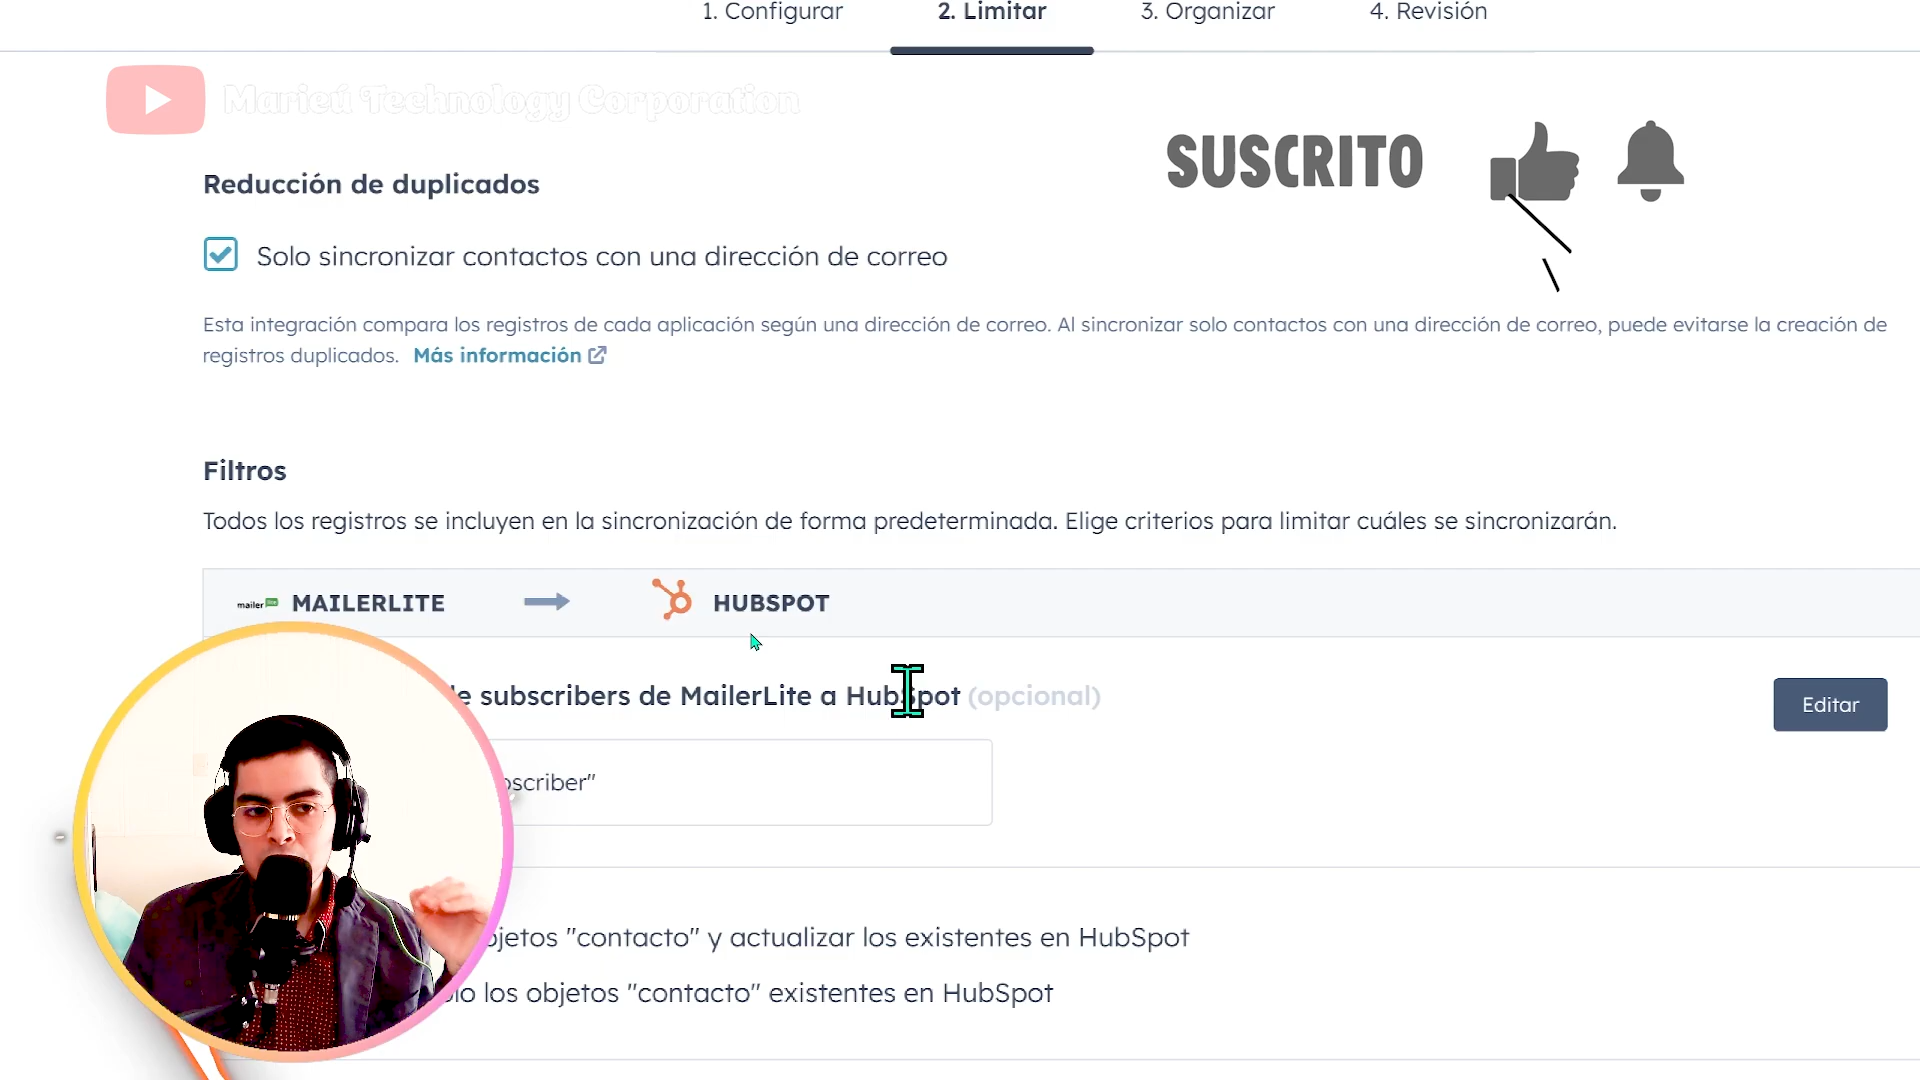 1. Configurar
2. Limitar
3. Organizar
4. Revisión
Marieú Technology Corporation
SUSCRITO
Reducción de duplicados
Solo sincronizar contactos con una dirección de correo
Esta integración compara los registros de cada aplicación según una dirección de correo. Al sincronizar solo contactos con una dirección de correo, puede evitarse la creación de
registros duplicados. Más información
Filtros
Todos los registros se incluyen en la sincronización de forma predeterminada. Elige criterios para limitar cuáles se sincronizarán.
mailer lite MAILERLITE
HUBSPOT
subscribers de MailerLite a HubSpot (opcional)
Editar
bscriber"
jetos "contacto" y actualizar los existentes en HubSpot
los objetos "contacto" existentes en HubSpot